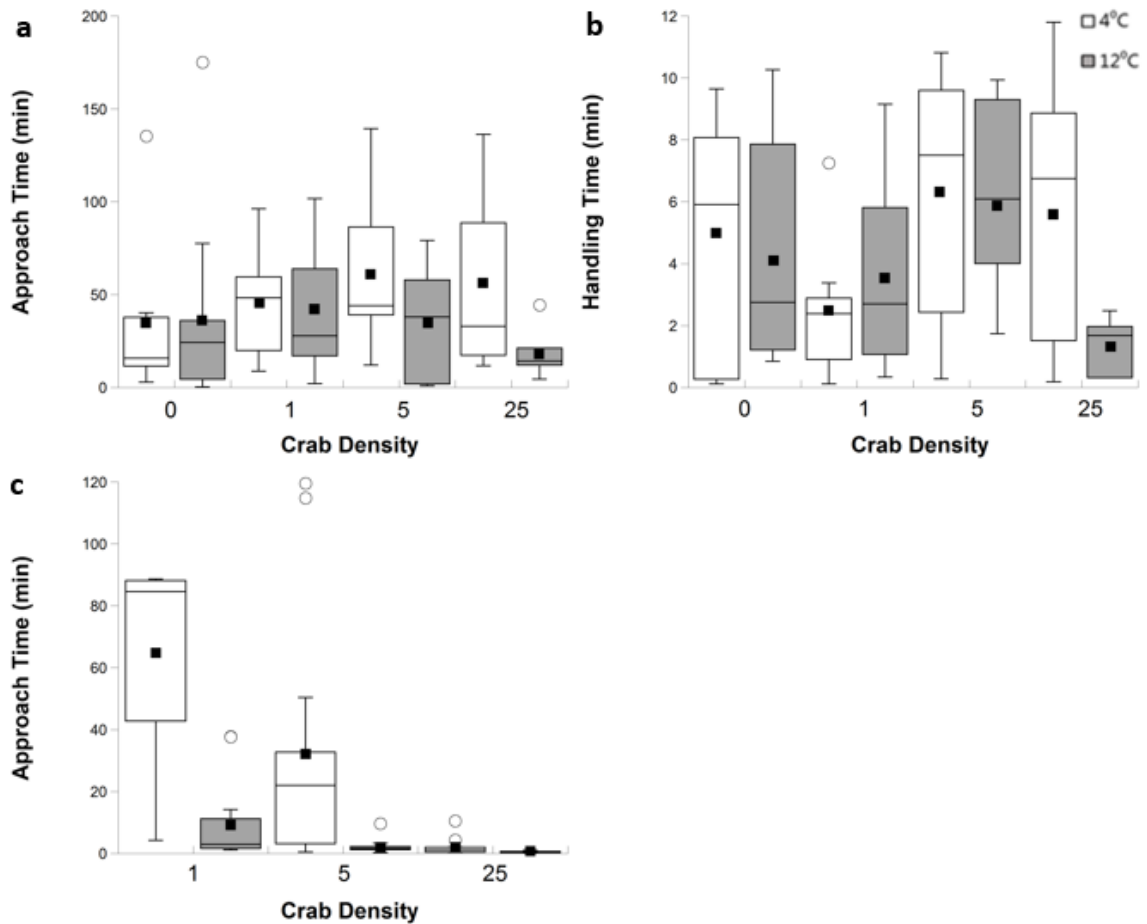 a
200
150
100
50
0
Approach Time (min)
0 1 5 25
Crab Density
b
12
10
8
6
4
2
0
Handling Time (min)
4⁰C
12⁰C
0 1 5 25
Crab Density
c
120
100
80
60
40
20
0
Approach Time (min)
1 5 25
Crab Density